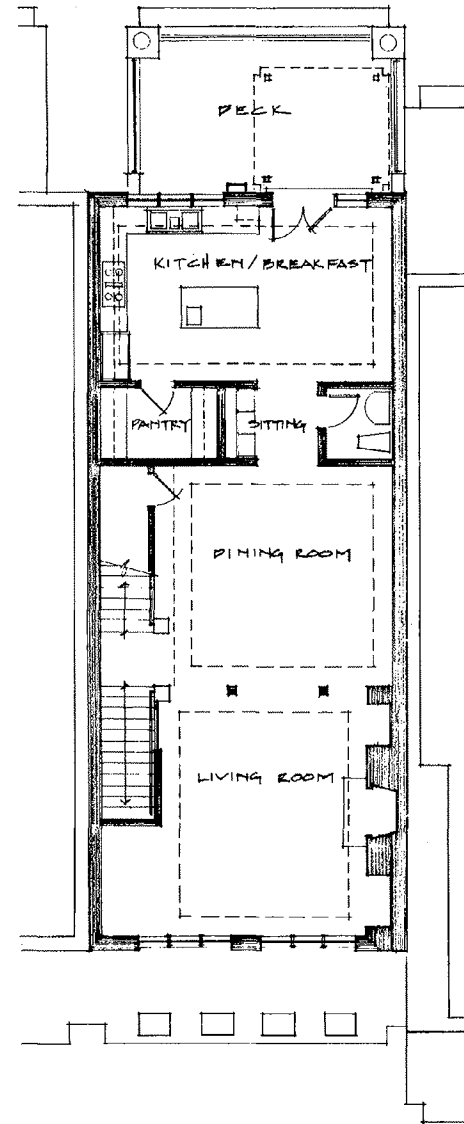 DECK
KITCHEN/BREAKFAST
PANTRY
SITTING
DINING ROOM
LIVING ROOM